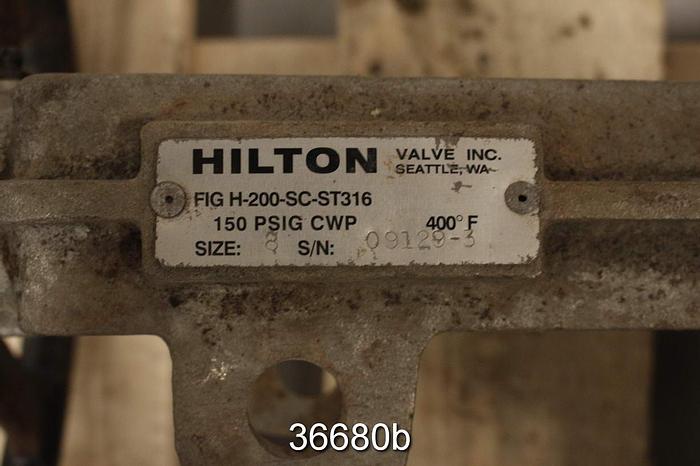 HILTON VALVE INC.
SEATTLE, WA
FIG H-200-SC-ST316
150 PSIG CWP 400° F
SIZE: 8 S/N: 09129-3
36680b